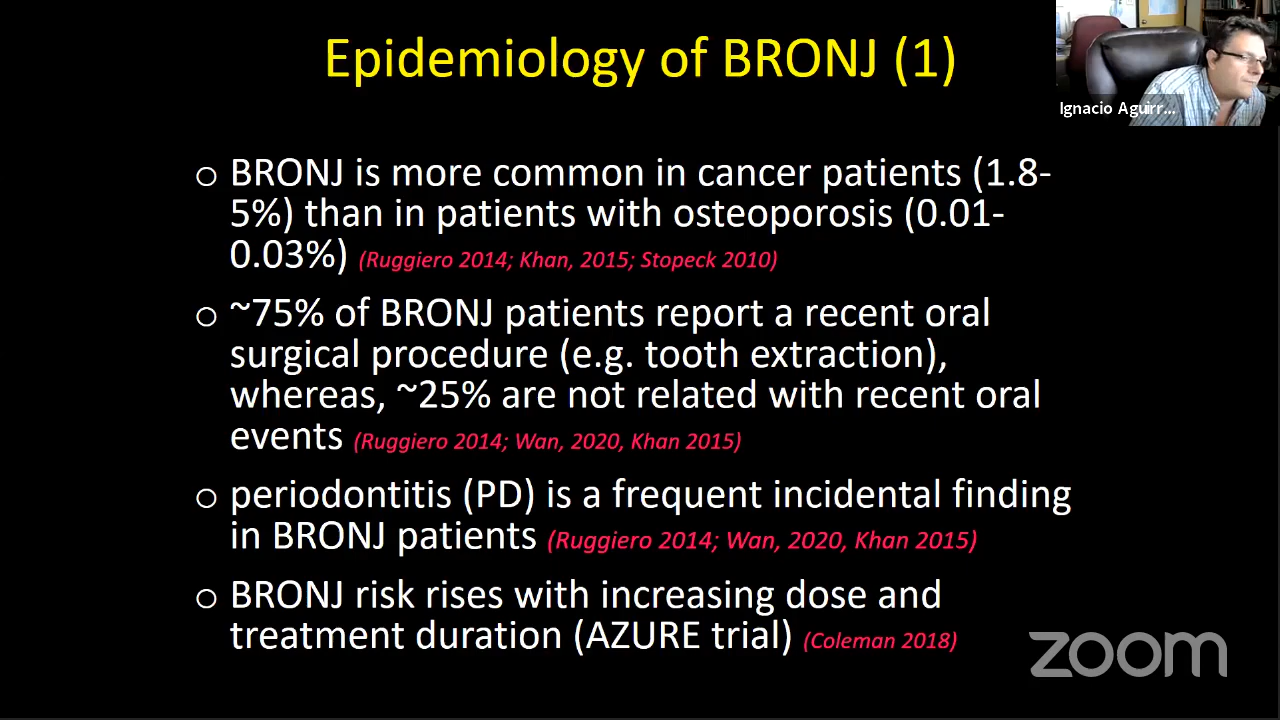 Epidemiology of BRONJ (1)
Ignacio Aguirr...
o BRONJ is more common in cancer patients (1.8-
5%) than in patients with osteoporosis (0.01-
0.03%) (Ruggiero 2014; Khan, 2015; Stopeck 2010)
o ~75% of BRONJ patients report a recent oral
surgical procedure (e.g. tooth extraction),
whereas, ~25% are not related with recent oral
events (Ruggiero 2014; Wan, 2020, Khan 2015)
o periodontitis (PD) is a frequent incidental finding
in BRONJ patients (Ruggiero 2014; Wan, 2020, Khan 2015)
o BRONJ risk rises with increasing dose and
treatment duration (AZURE trial) (Coleman 2018)
zoom